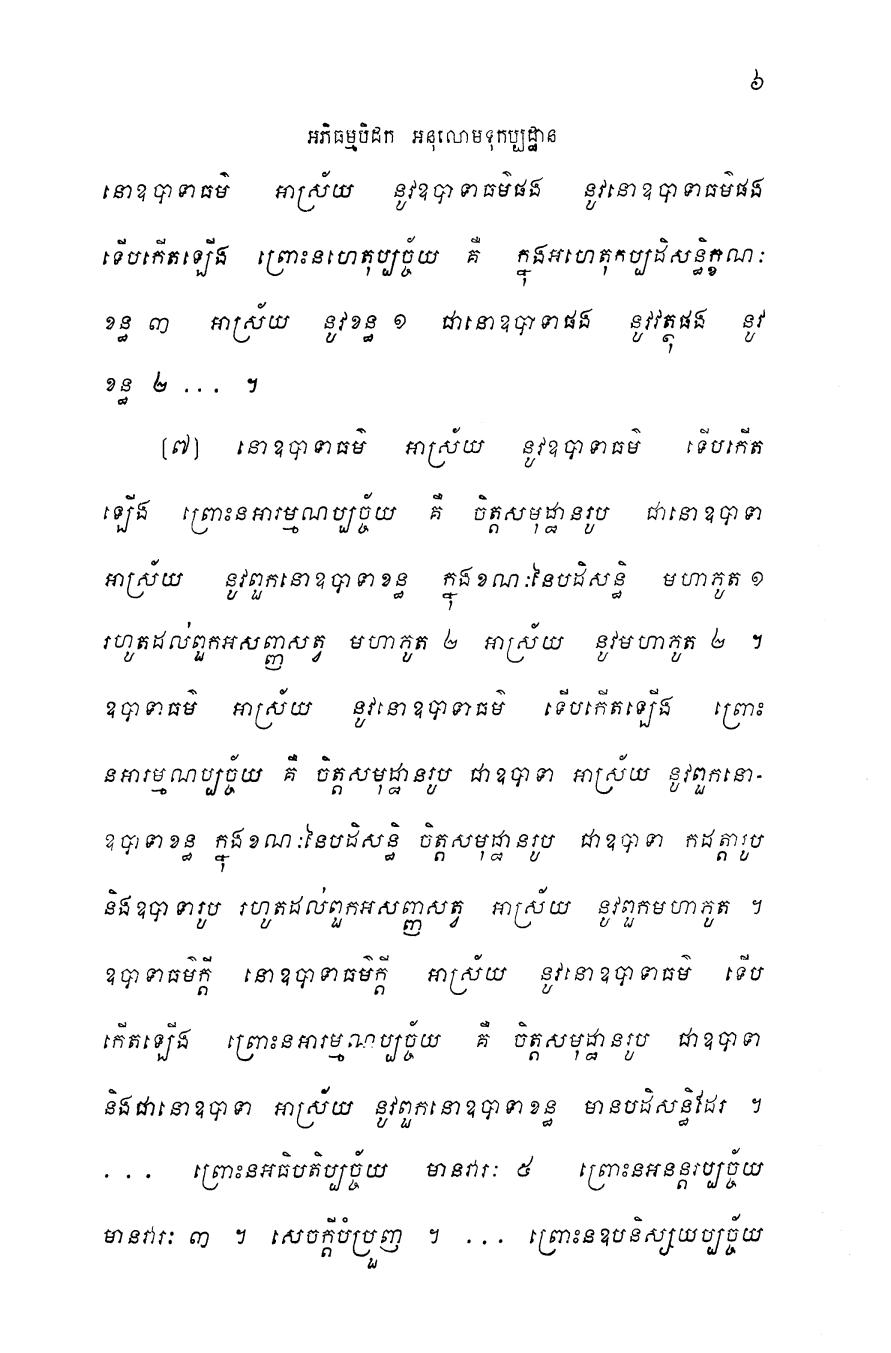 ៦
អភិធម្មបិដក អនុលោមទុកប្បដ្ឋាន
នោឧបាទាធម៌ អាស្រ័យ នូវឧបាទាធម៌ផង នូវនោឧបាទាធម៌ផង
ទើបកើតឡើង ព្រោះនហេតុប្បច្ច័យ គឺ ក្នុងអហេតុកប្បដិសន្ធិក្ខណៈ
ខន្ធ ៣ អាស្រ័យ នូវខន្ធ ១ ជានោឧបាទាផង នូវវត្ថុផង នូវ
ខន្ធ ២ ... ។
[៧] នោឧបាទាធម៌ អាស្រ័យ នូវឧបាទាធម៌ ទើបកើត
ឡើង ព្រោះនអារម្មណប្បច្ច័យ គឺ ចិត្តសមុដ្ឋានរូប ជានោឧបាទា
អាស្រ័យ នូវពួកនោឧបាទាខន្ធ ក្នុងខណៈនៃបដិសន្ធិ មហាភូត ១
រហូតដល់ពួកអសញ្ញសត្វ មហាភូត ២ អាស្រ័យ នូវមហាភូត ២ ។
ឧបាទាធម៌ អាស្រ័យ នូវនោឧបាទាធម៌ ទើបកើតឡើង ព្រោះ
នអារម្មណប្បច្ច័យ គឺ ចិត្តសមុដ្ឋានរូប ជាឧបាទា អាស្រ័យ នូវពួកនោ-
ឧបាទាខន្ធ ក្នុងខណៈនៃបដិសន្ធិ ចិត្តសមុដ្ឋានរូប ជាឧបាទា កដត្តារូប
និងឧបាទារូប រហូតដល់ពួកអសញ្ញសត្វ អាស្រ័យ នូវពួកមហាភូត ។
ឧបាទាធម៌ក្តី នោឧបាទាធម៌ក្តី អាស្រ័យ នូវនោឧបាទាធម៌ ទើប
កើតឡើង ព្រោះនអារម្មណប្បច្ច័យ គឺ ចិត្តសមុដ្ឋានរូប ជាឧបាទា
និងជានោឧបាទា អាស្រ័យ នូវពួកនោឧបាទាខន្ធ មានបដិសន្ធិដែរ ។
... ព្រោះនអធិបតិប្បច្ច័យ មានវារៈ ៥ ព្រោះនអនន្តរប្បច្ច័យ
មានវារៈ ៣ ។ សេចក្តីបំប្រួញ ។ ... ព្រោះនឧបនិស្សយប្បច្ច័យ